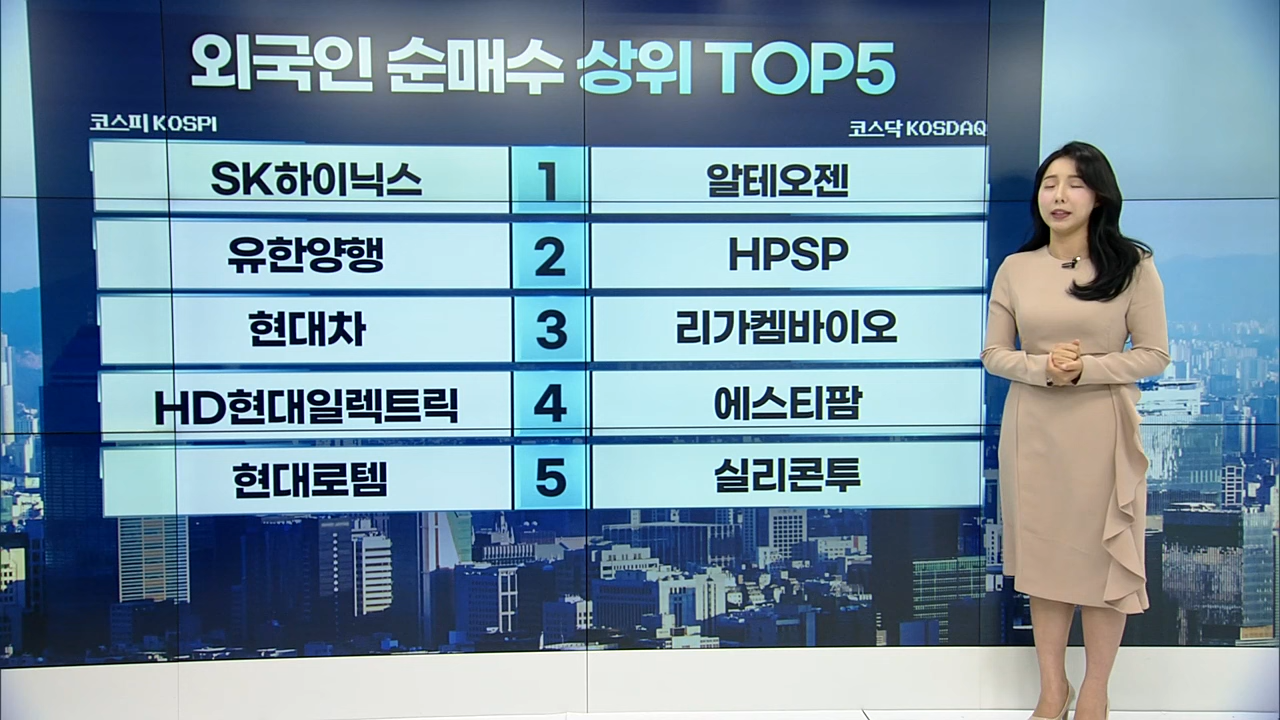 외국인 순매수 상위 TOP5
코스피 KOSPI
코스닥 KOSDAQ
SK하이닉스 1 알테오젠
유한양행 2 HPSP
현대차 3 리가켐바이오
HD현대일렉트릭 4 에스티팜
현대로템 5 실리콘투